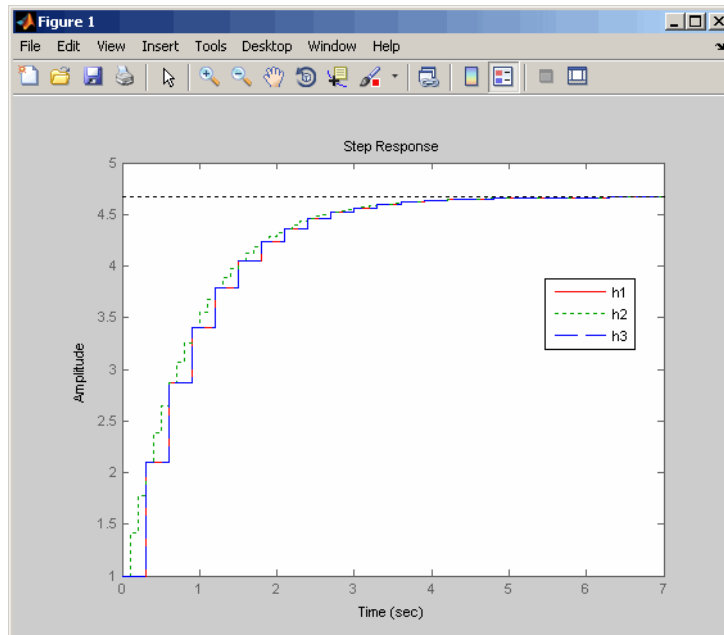 Figure 1
File Edit View Insert Tools Desktop Window Help
Step Response
5
4.5
4
3.5
3
2.5
2
1.5
1
Amplitude
h1
h2
h3
0 1 2 3 4 5 6 7
Time (sec)